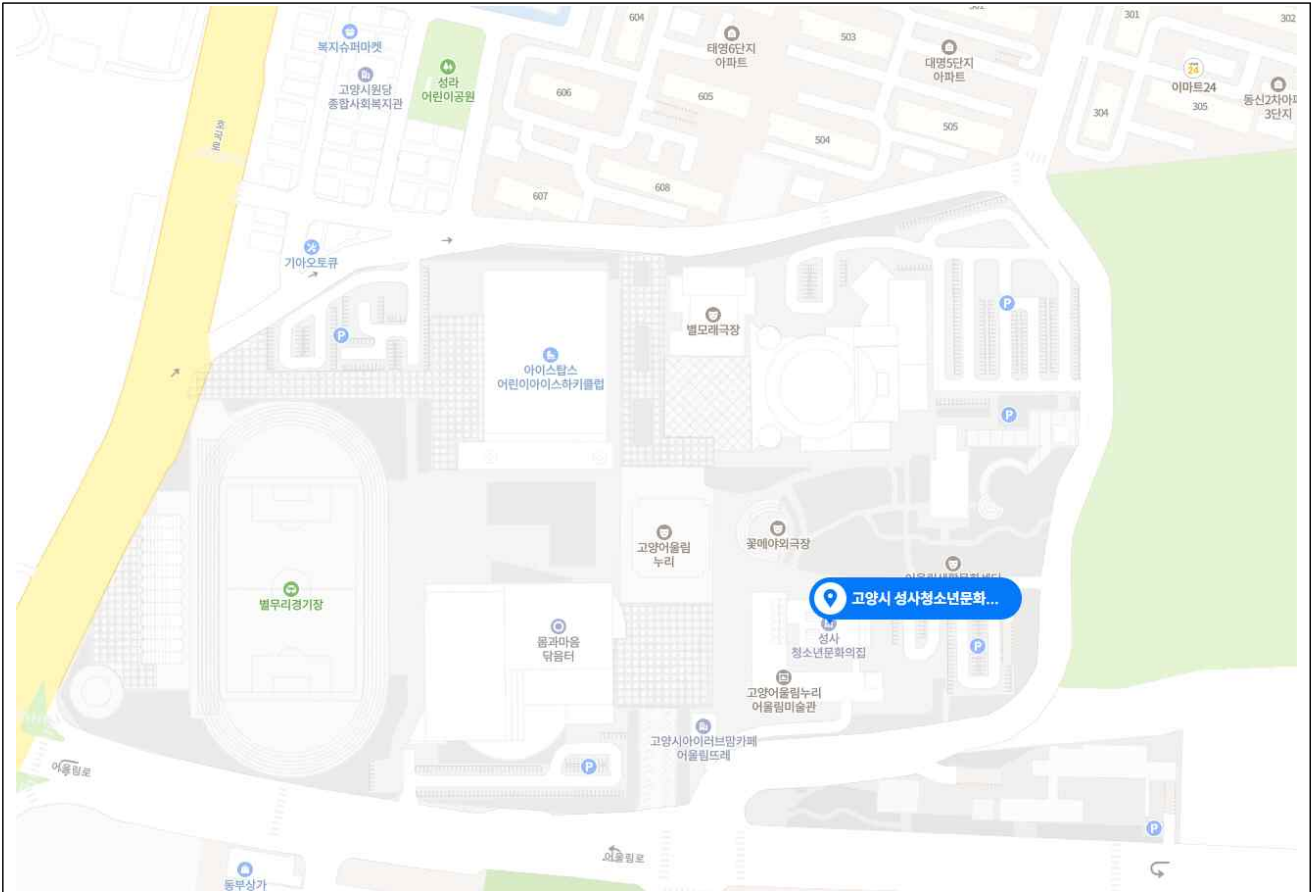 604
301
302
복지슈퍼마켓
태영6단지
아파트
503
대명5단지
아파트
고양시원당
종합사회복지관
성라
어린이공원
24
이마트24
동신2차아파
3단지
606
605
305
304
504
505
607
608
기아오토큐
P
P
별모래극장
아이스탑스
어린이아이스하키클럽
P
고양어울림
누리
꽃메야외극장
고양시 성사청소년문화...
별무리경기장
몸과마음
닦음터
성사
청소년문화의집
P
고양어울림누리
어울림미술관
고양시아이러브맘카페
어울림뜨레
어울림로
P
P
어울림로
동부상가